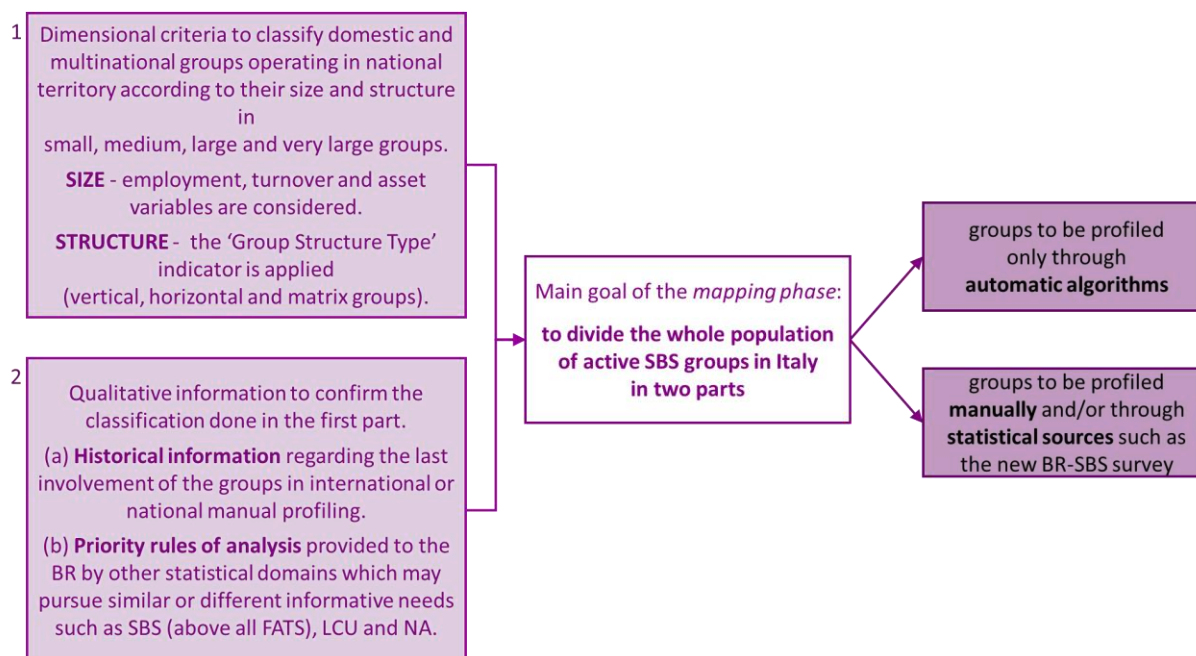 1
Dimensional criteria to classify domestic and
multinational groups operating in national
territory according to their size and structure
in
small, medium, large and very large groups.
SIZE - employment, turnover and asset
variables are considered.
STRUCTURE - the ‘Group Structure Type’
indicator is applied
(vertical, horizontal and matrix groups).
2
Qualitative information to confirm the
classification done in the first part.
(a) Historical information regarding the last
involvement of the groups in international or
national manual profiling.
(b) Priority rules of analysis provided to the
BR by other statistical domains which may
pursue similar or different informative needs
such as SBS (above all FATS), LCU and NA.
Main goal of the mapping phase:
to divide the whole population
of active SBS groups in Italy
in two parts
groups to be profiled
only through
automatic algorithms
groups to be profiled
manually and/or through
statistical sources such as
the new BR-SBS survey